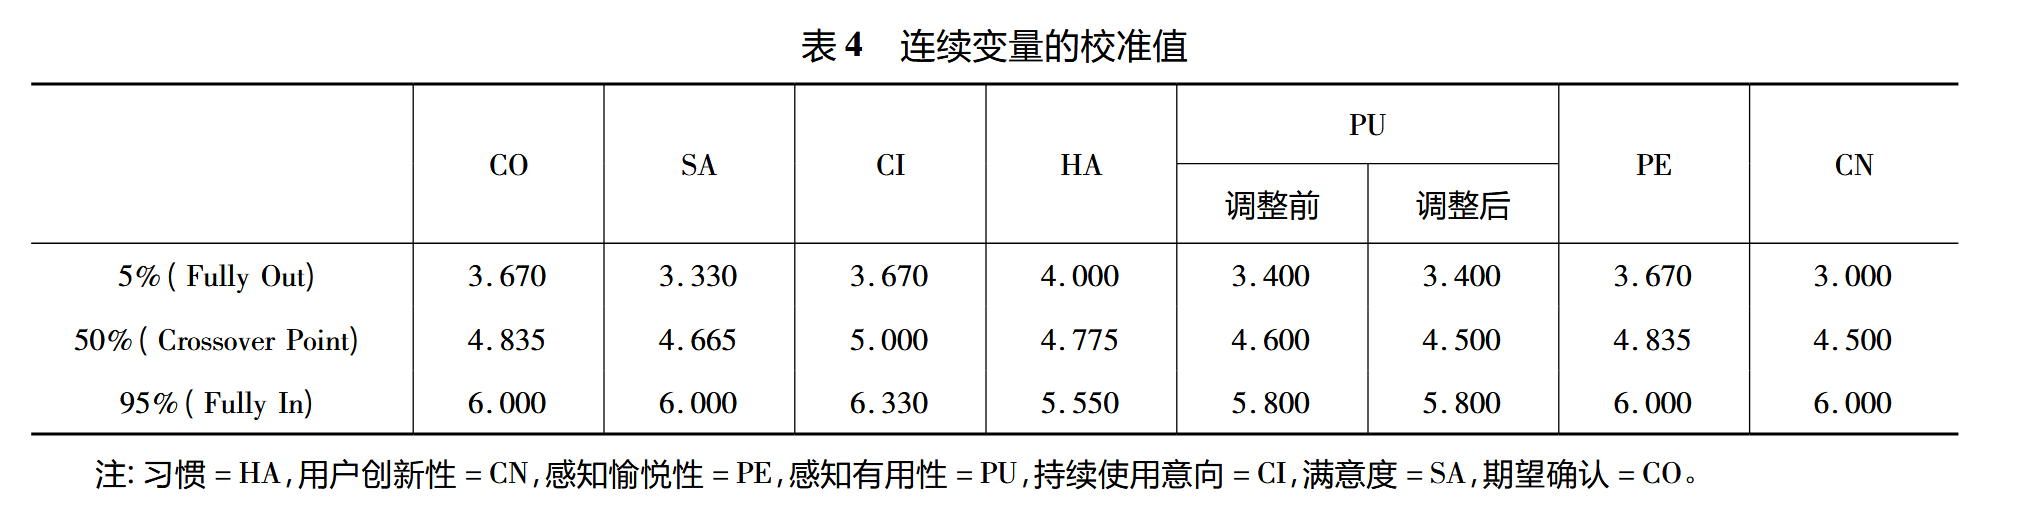 表 4 连续变量的校准值
CO SA CI HA PU PE CN
调整前 调整后
5%( Fully Out) 3.670 3.330 3.670 4.000 3.400 3.400 3.670 3.000
50%( Crossover Point) 4.835 4.665 5.000 4.775 4.600 4.500 4.835 4.500
95%( Fully In) 6.000 6.000 6.330 5.550 5.800 5.800 6.000 6.000
注: 习惯 = HA,用户创新性 = CN,感知愉悦性 = PE,感知有用性 = PU,持续使用意向 = CI,满意度 = SA,期望确认 = CO。